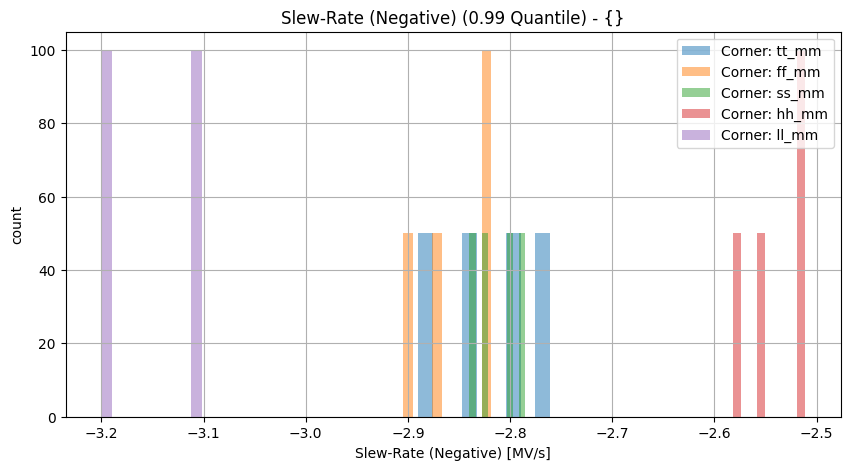 Slew-Rate (Negative) (0.99 Quantile) - {}
count
100
80
60
40
20
0
Corner: tt_mm
Corner: ff_mm
Corner: ss_mm
Corner: hh_mm
Corner: ll_mm
−3.2 −3.1 −3.0 −2.9 −2.8 −2.7 −2.6 −2.5
Slew-Rate (Negative) [MV/s]